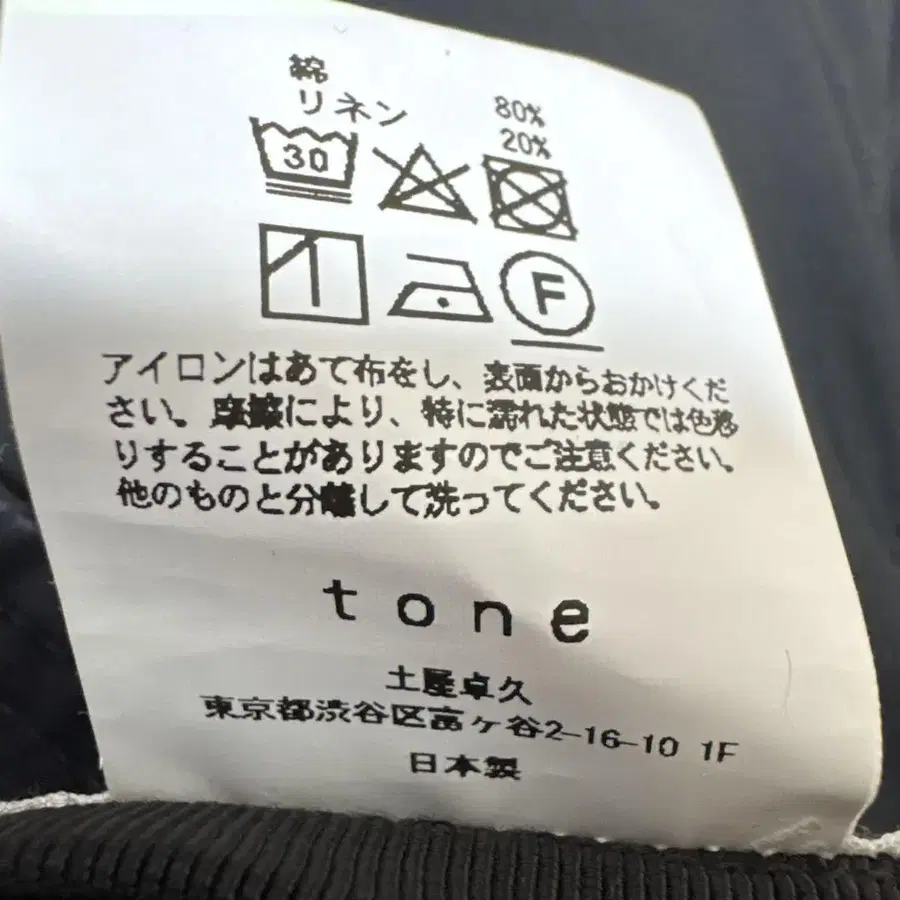 綿
リネン
80%
20%
30
F
アイロンはあて布をし、表面からおかけくだ
さい。摩擦により、特に濡れた状態では色移
りすることがありますのでご注意ください。
他のものと分離して洗ってください。
tone
土屋卓久
東京都渋谷区富ヶ谷2-16-10 1F
日本製